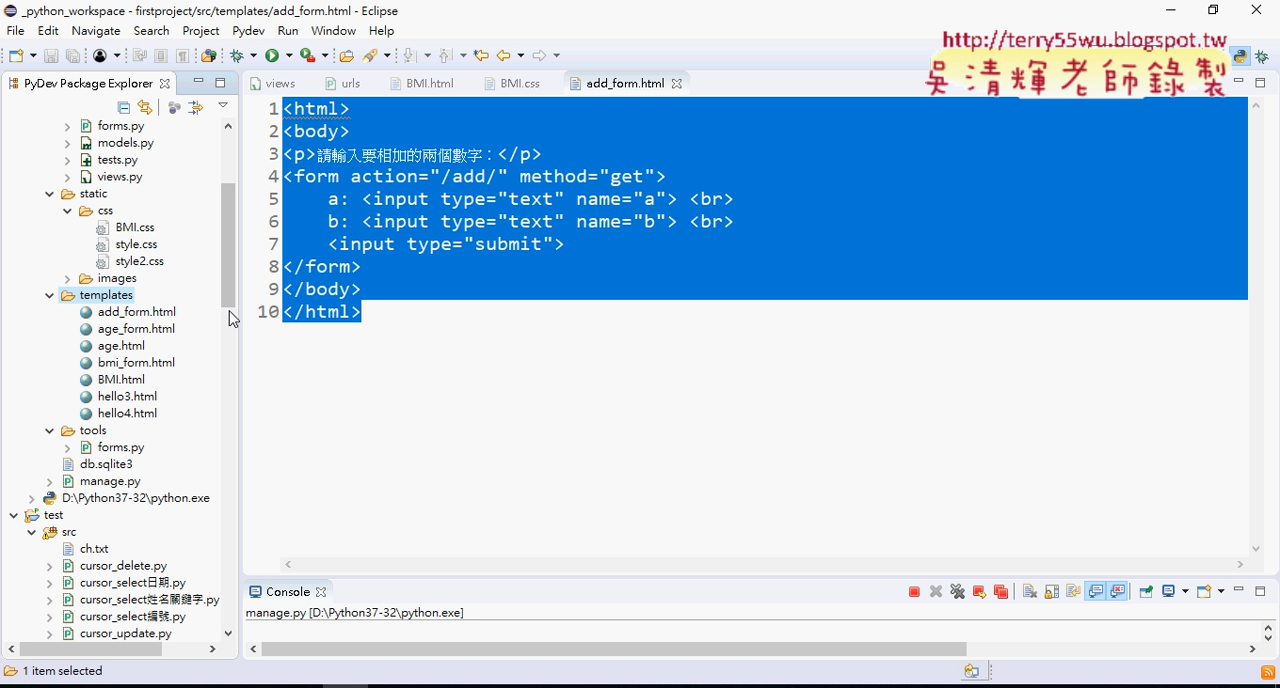 _python_workspace - firstproject/src/templates/add_form.html - Eclipse
File Edit Navigate Search Project Pydev Run Window Help
http://terry55wu.blogspot.tw
吳清輝老師錄製
PyDev Package Explorer
views urls BMI.html BMI.css add_form.html
forms.py
models.py
tests.py
views.py
static
css
BMI.css
style.css
style2.css
images
templates
add_form.html
age_form.html
age.html
bmi_form.html
BMI.html
hello3.html
hello4.html
tools
forms.py
db.sqlite3
manage.py
D:\Python37-32\python.exe
test
src
ch.txt
cursor_delete.py
cursor_select日期.py
cursor_select姓名關鍵字.py
cursor_select編號.py
cursor_update.py
1 <html>
2 <body>
3 <p>請輸入要相加的兩個數字：</p>
4 <form action="/add/" method="get">
5 a: <input type="text" name="a"> <br>
6 b: <input type="text" name="b"> <br>
7 <input type="submit">
8 </form>
9 </body>
10 </html>
Console
manage.py [D:\Python37-32\python.exe]
1 item selected